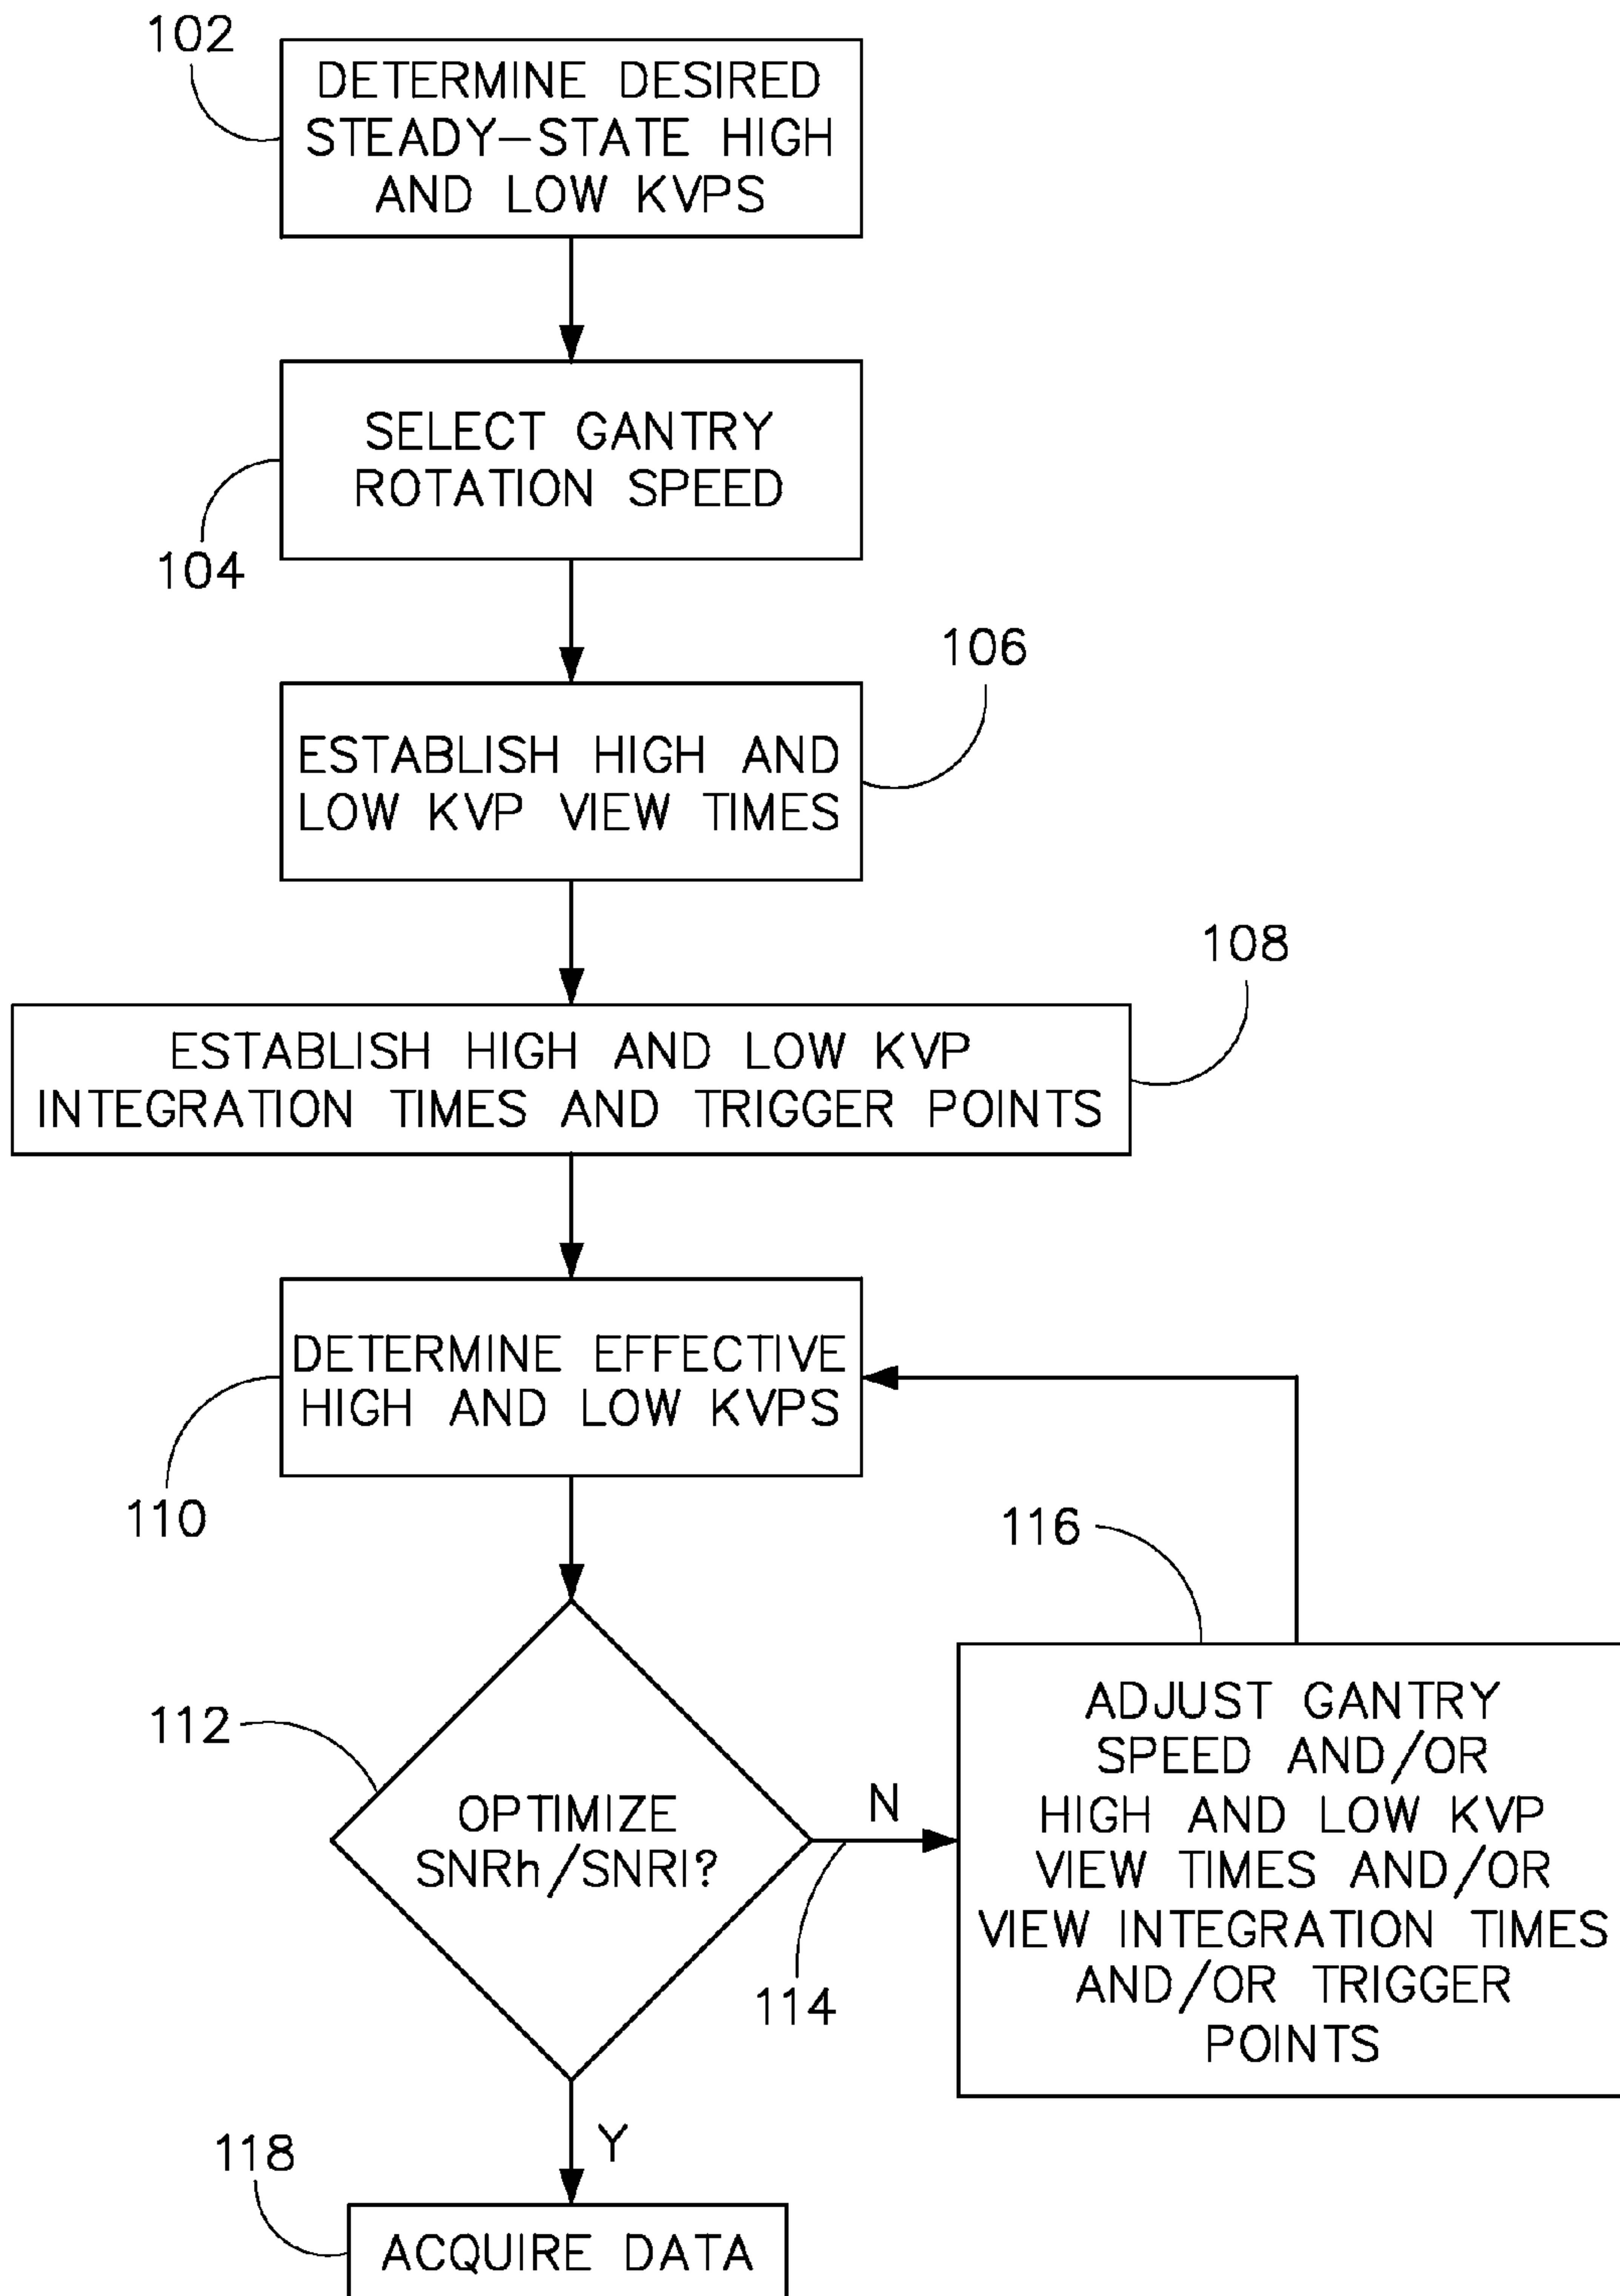 102
DETERMINE DESIRED
STEADY-STATE HIGH
AND LOW KVPS
SELECT GANTRY
ROTATION SPEED
104
106
ESTABLISH HIGH AND
LOW KVP VIEW TIMES
108
ESTABLISH HIGH AND LOW KVP
INTEGRATION TIMES AND TRIGGER POINTS
DETERMINE EFFECTIVE
HIGH AND LOW KVPS
110
112
OPTIMIZE
SNRh/SNRl?
N
114
116
ADJUST GANTRY
SPEED AND/OR
HIGH AND LOW KVP
VIEW TIMES AND/OR
VIEW INTEGRATION TIMES
AND/OR TRIGGER
POINTS
Y
118
ACQUIRE DATA